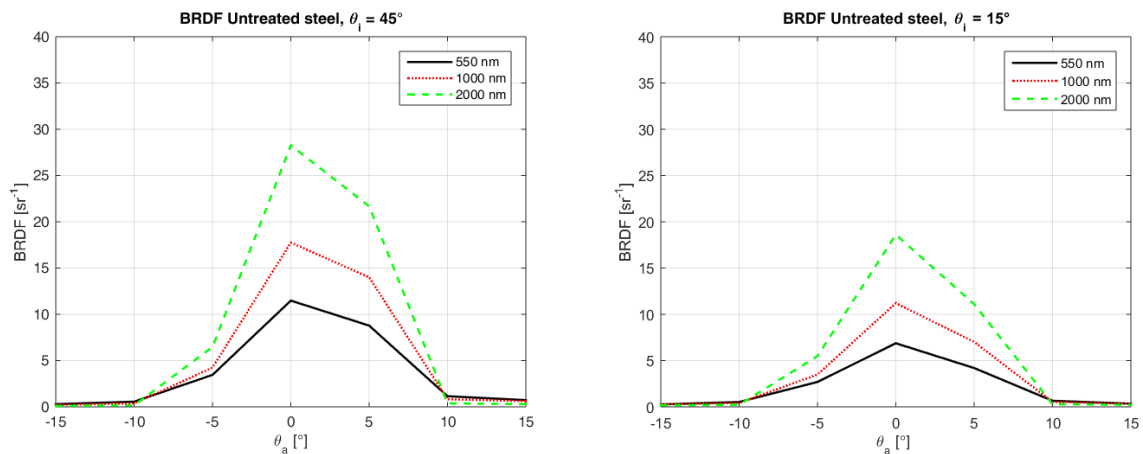 BRDF Untreated steel, θi = 45°
40
35
30
25
20
15
10
5
0
BRDF [sr-1]
-15 -10 -5 0 5 10 15
θa [°]
550 nm
1000 nm
2000 nm
BRDF Untreated steel, θi = 15°
40
35
30
25
20
15
10
5
0
BRDF [sr-1]
-15 -10 -5 0 5 10 15
θa [°]
550 nm
1000 nm
2000 nm